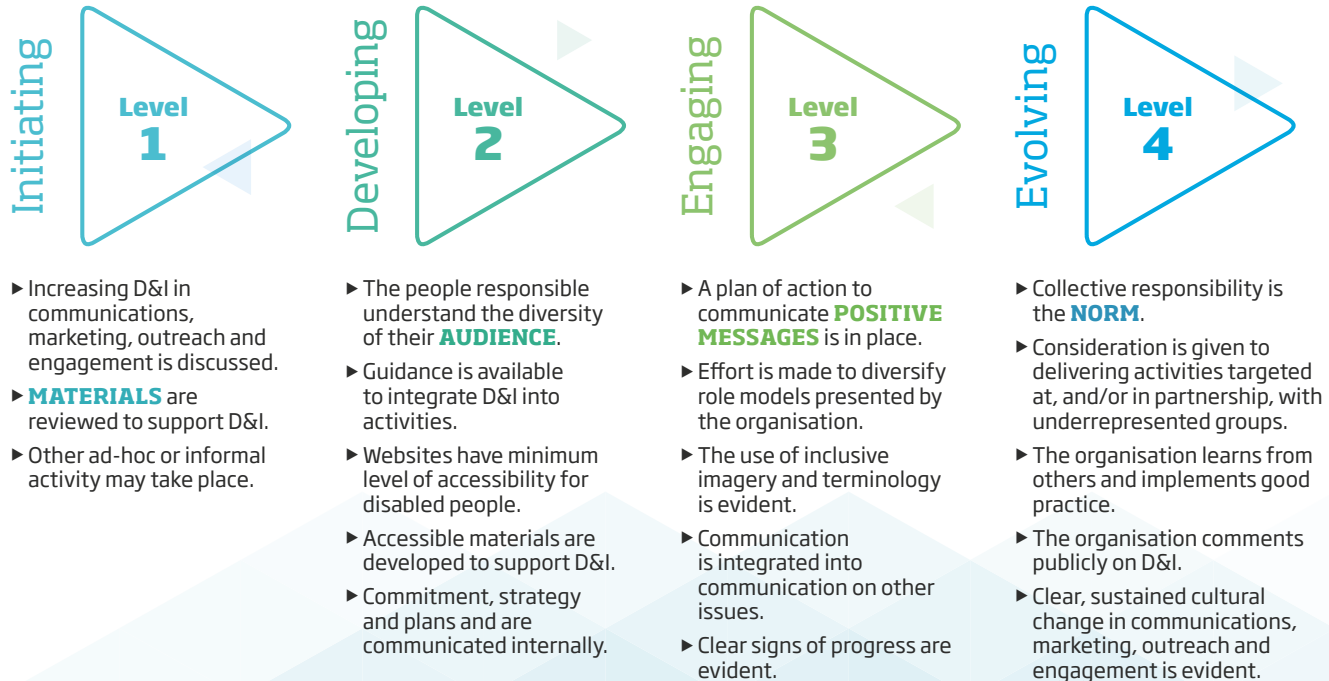 Initiating
Level
1
► Increasing D&I in
communications,
marketing, outreach and
engagement is discussed.
► MATERIALS are
reviewed to support D&I.
► Other ad-hoc or informal
activity may take place.
Developing
Level
2
► The people responsible
understand the diversity
of their AUDIENCE.
► Guidance is available
to integrate D&I into
activities.
► Websites have minimum
level of accessibility for
disabled people.
► Accessible materials are
developed to support D&I.
► Commitment, strategy
and plans and are
communicated internally.
Engaging
Level
3
► A plan of action to
communicate POSITIVE
MESSAGES is in place.
► Effort is made to diversify
role models presented by
the organisation.
► The use of inclusive
imagery and terminology
is evident.
► Communication
is integrated into
communication on other
issues.
► Clear signs of progress are
evident.
Evolving
Level
4
► Collective responsibility is
the NORM.
► Consideration is given to
delivering activities targeted
at, and/or in partnership, with
underrepresented groups.
► The organisation learns from
others and implements good
practice.
► The organisation comments
publicly on D&I.
► Clear, sustained cultural
change in communications,
marketing, outreach and
engagement is evident.